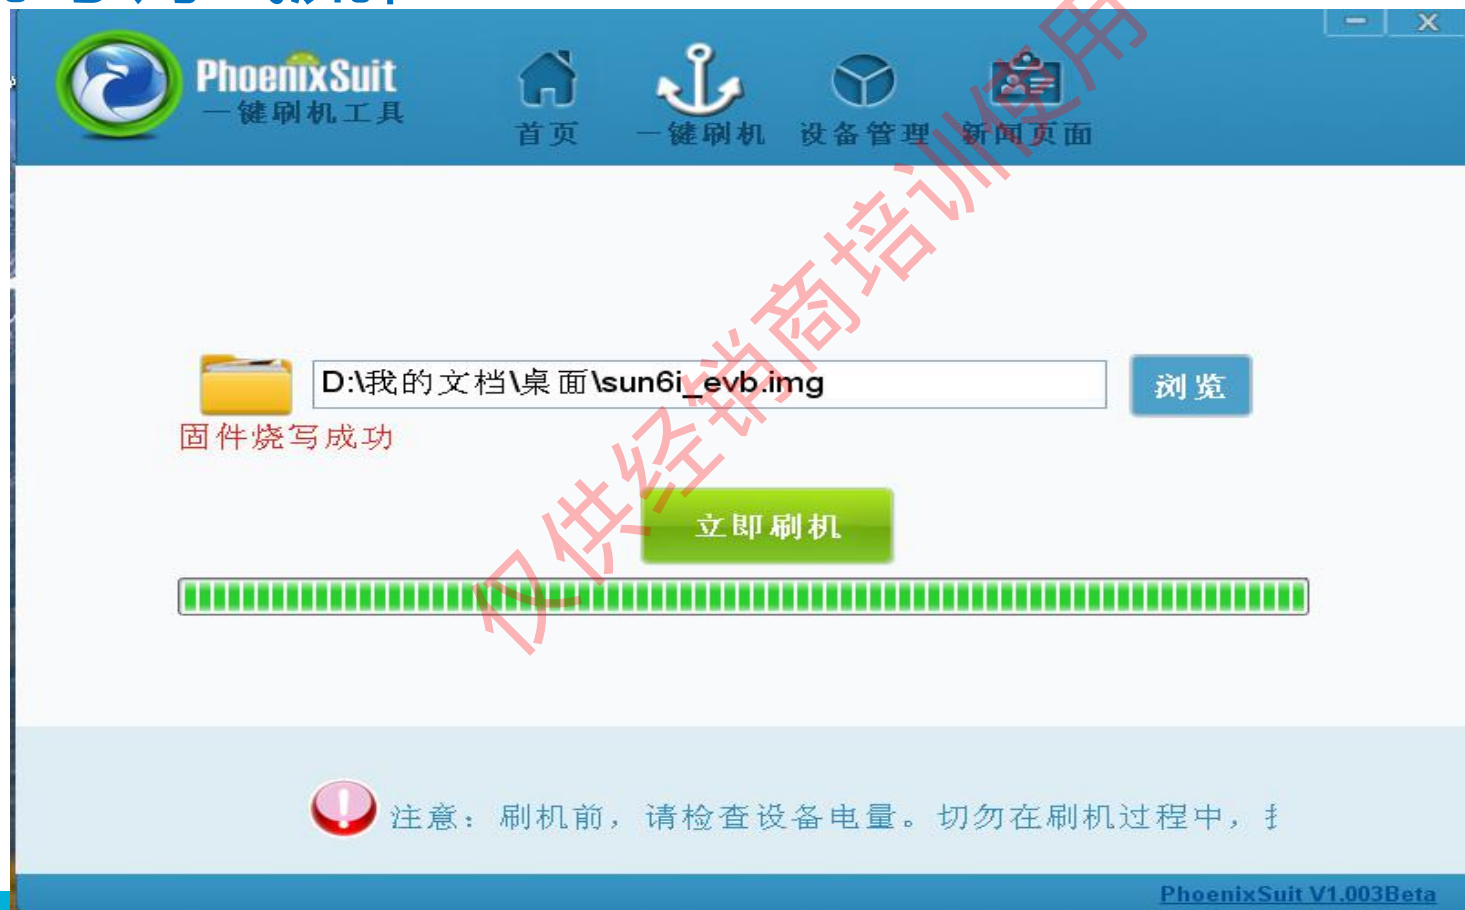 PhoenixSuit
一键刷机工具
首页
一键刷机
设备管理
新闻页面
D:\我的文档\桌面\sun6i_evb.img
浏览
固件烧写成功
立即刷机
仅供经销商培训使用
注意：刷机前，请检查设备电量。切勿在刷机过程中，
PhoenixSuit V1.003Beta